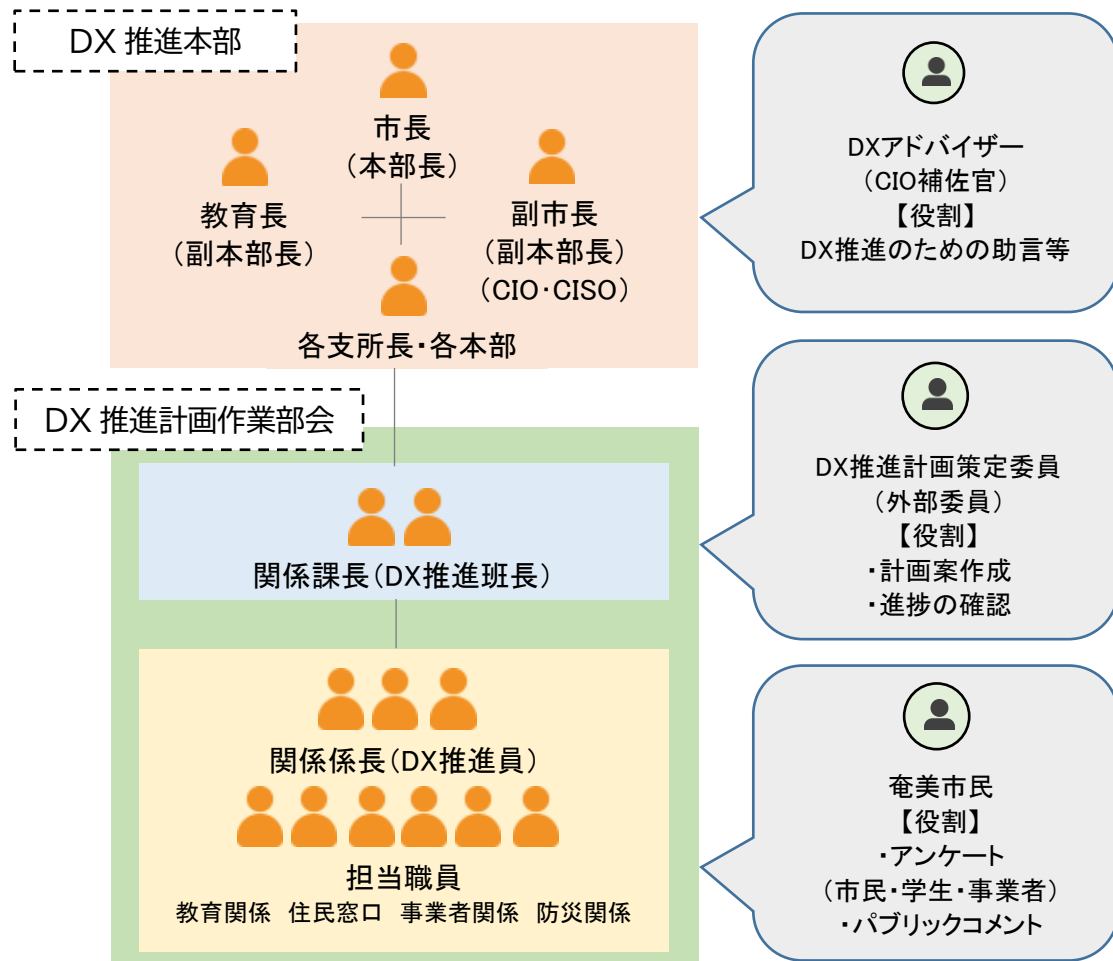 DX 推進本部
市長
（本部長）
教育長
（副本部長）
副市長
（副本部長）
（CIO・CISO）
各支所長・各本部
DXアドバイザー
（CIO補佐官）
【役割】
DX推進のための助言等
DX 推進計画作業部会
関係課長（DX推進班長）
DX推進計画策定委員
（外部委員）
【役割】
・計画案作成
・進捗の確認
関係係長（DX推進員）
担当職員
教育関係 住民窓口 事業者関係 防災関係
奄美市民
【役割】
・アンケート
（市民・学生・事業者）
・パブリックコメント